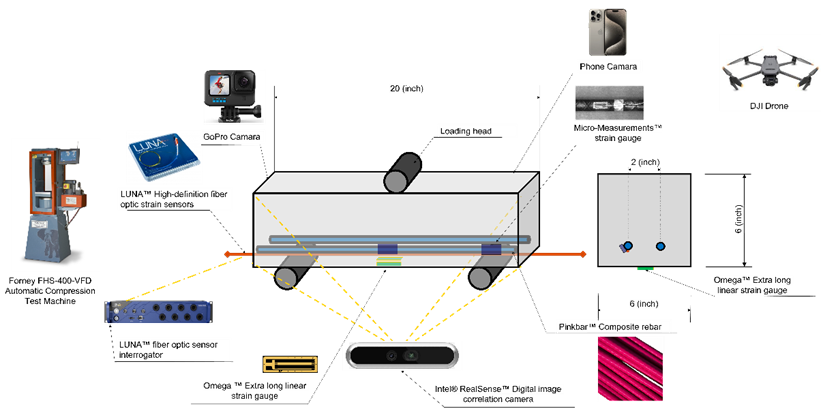 Phone Camara
DJI Drone
20 (inch)
GoPro Camara
Loading head
Micro-Measurements™
strain gauge
LUNA
2 (inch)
LUNA™ High-definition fiber
optic strain sensors
6 (inch)
Forney FHS-400-VFD
Automatic Compression
Test Machine
Omega™ Extra long
linear strain gauge
6 (inch)
Pinkbar™ Composite rebar
LUNA™ fiber optic sensor
interrogator
Omega ™ Extra long linear
strain gauge
Intel® RealSense™ Digital image
correlation camera